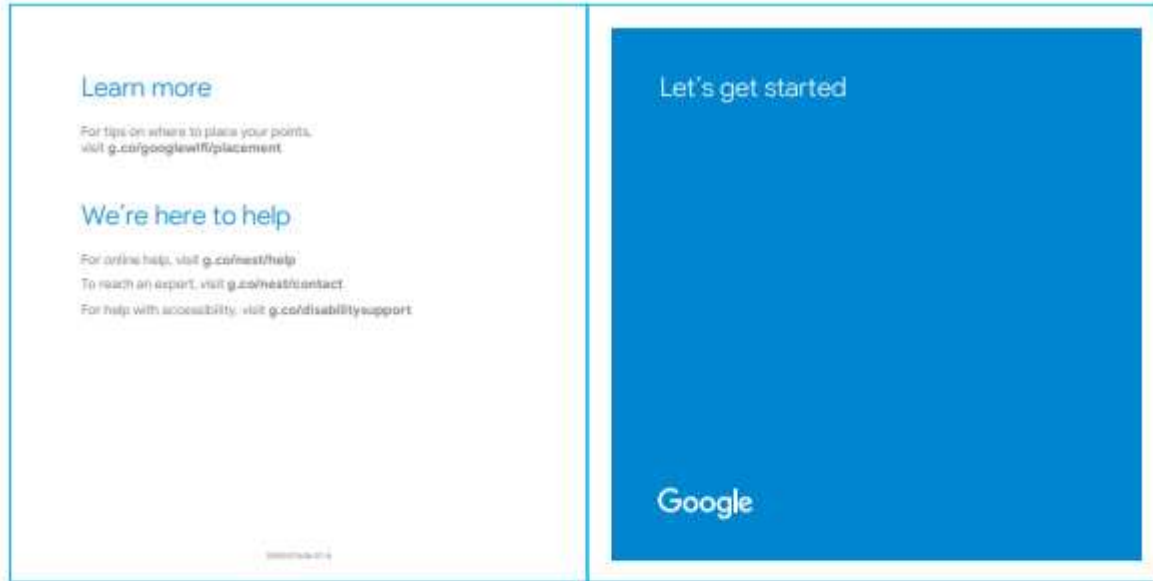 Learn more
For tips on where to place your points,
visit g.co/googlewifi/placement
We're here to help
For online help, visit g.co/nest/help
To reach an expert, visit g.co/nest/contact
For help with accessibility, visit g.co/disabilitysupport
Let's get started
Google